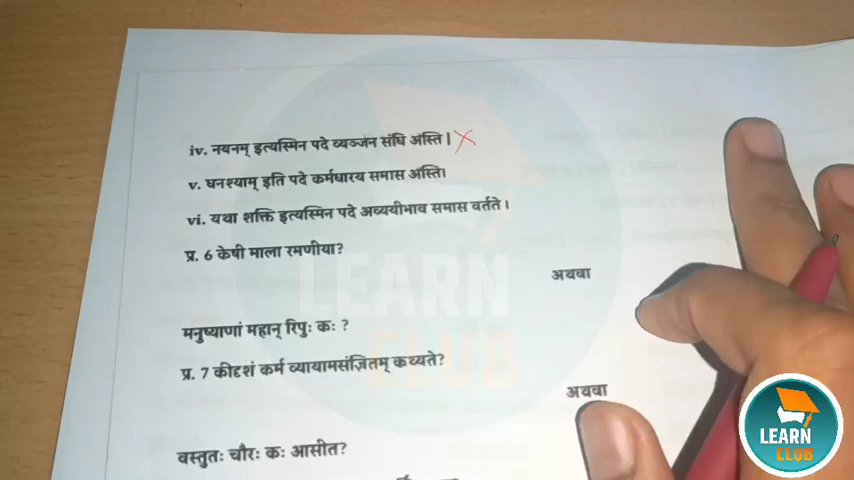 iv. नयनम् इत्यस्मिन पदे व्यञ्जन संधि अस्ति।
v. घनश्याम् इति पदे कर्मधारय समास अस्ति।
vi. यथा शक्ति इत्यस्मिन पदे अव्ययीभाव समास वर्तते।
प्र. 6 केषी माला रमणीया?
अथवा
मनुष्याणां महान् रिपुः कः ?
प्र. 7 कीदृशं कर्म व्यायामसंज्ञितम् कथ्यते?
अथवा
वस्तुतः चौरः कः आसीत?
LEARN
CLUB
LEARN
CLUB